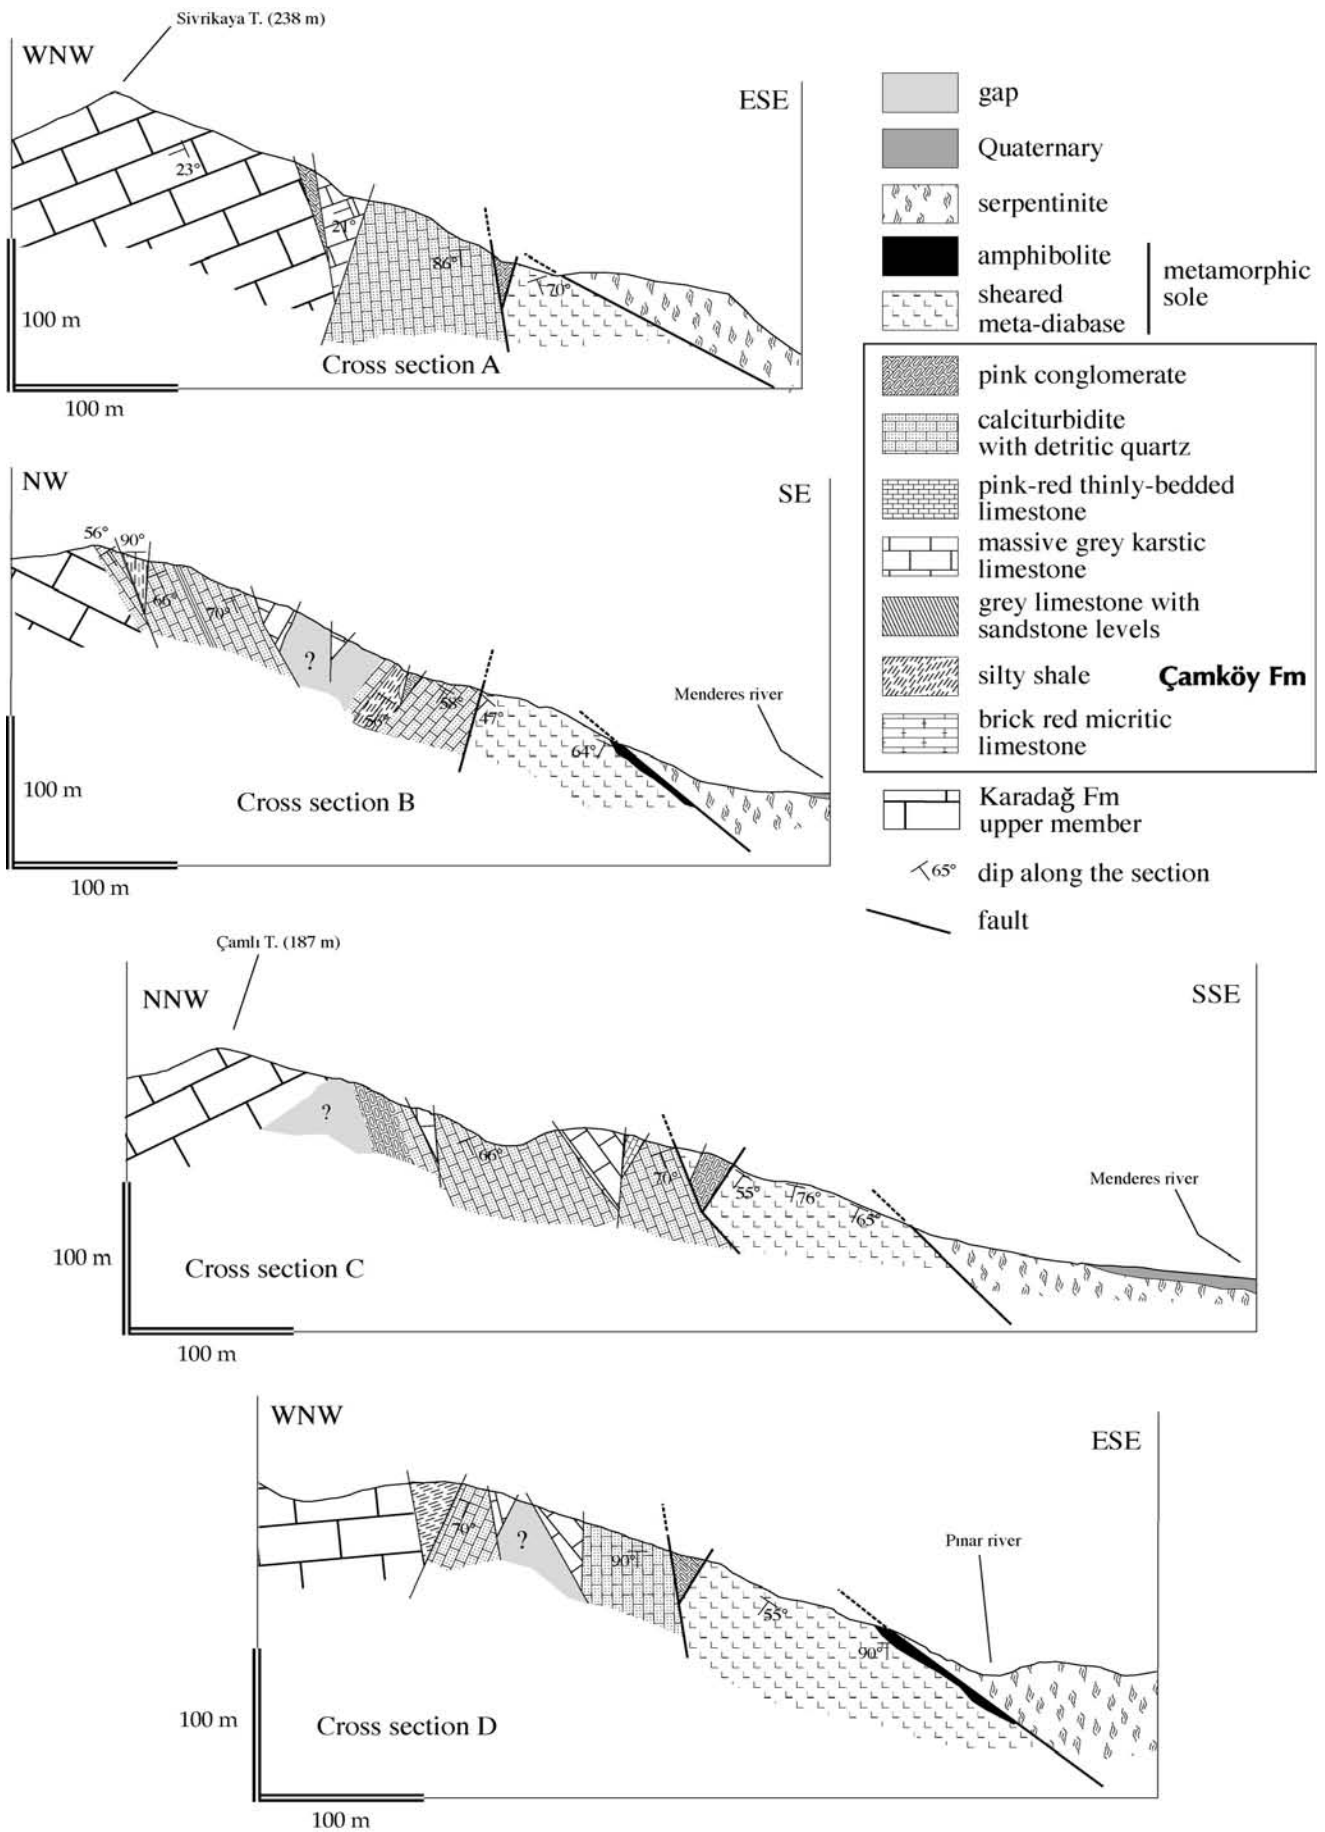 Sivrikaya T. (238 m)
WNW
ESE
23°
21°
86°
70°
100 m
Cross section A
100 m
NW
SE
56°
90°
66°
70°
?
56°
58°
47°
64°
Menderes river
100 m
Cross section B
100 m
gap
Quaternary
serpentinite
amphibolite
sheared
meta-diabase
metamorphic
sole
pink conglomerate
calciturbidite
with detritic quartz
pink-red thinly-bedded
limestone
massive grey karstic
limestone
grey limestone with
sandstone levels
silty shale
Çamköy Fm
brick red micritic
limestone
Karadağ Fm
upper member
65°
dip along the section
fault
Çamlı T. (187 m)
NNW
SSE
?
66°
70°
55°
76°
65°
Menderes river
100 m
Cross section C
100 m
WNW
ESE
70°
?
90°
55°
90°
Pınar river
100 m
Cross section D
100 m